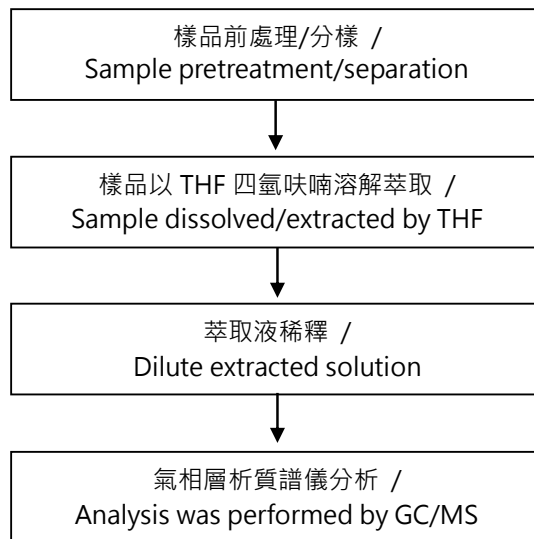 樣品前處理/分樣 /
Sample pretreatment/separation
樣品以 THF 四氫呋喃溶解萃取 /
Sample dissolved/extracted by THF
萃取液稀釋 /
Dilute extracted solution
氣相層析質譜儀分析 /
Analysis was performed by GC/MS